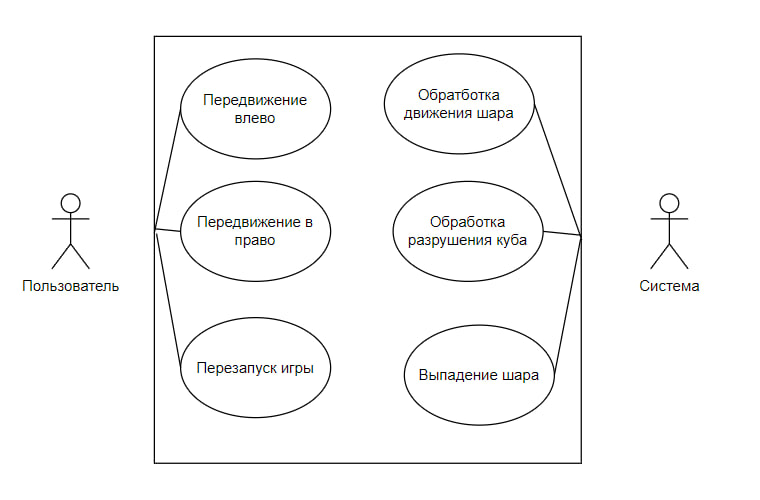 Передвижение
влево
Обратботка
движения шара
Передвижение в
право
Обработка
разрушения куба
Пользователь
Система
Перезапуск игры
Выпадение шара